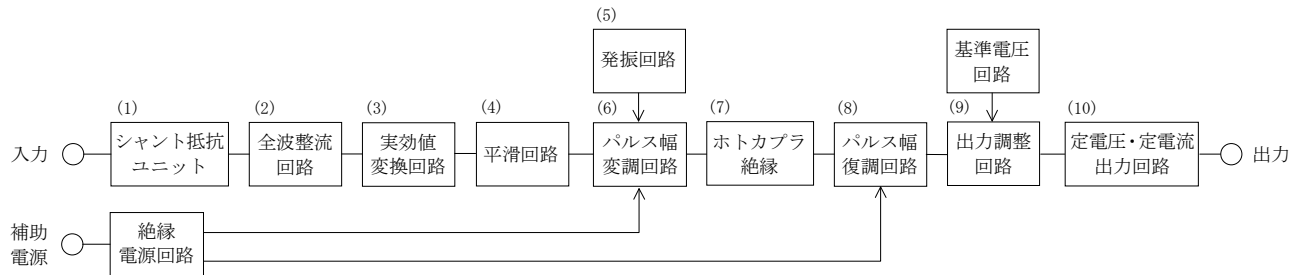 (5)
発振回路
基準電圧
回路
(1)
(2)
(3)
(4)
(6)
(7)
(8)
(9)
(10)
入力
シャント抵抗
ユニット
全波整流
回路
実効値
変換回路
平滑回路
パルス幅
変調回路
ホトカプラ
絶縁
パルス幅
復調回路
出力調整
回路
定電圧・定電流
出力回路
出力
補助
電源
絶縁
電源回路